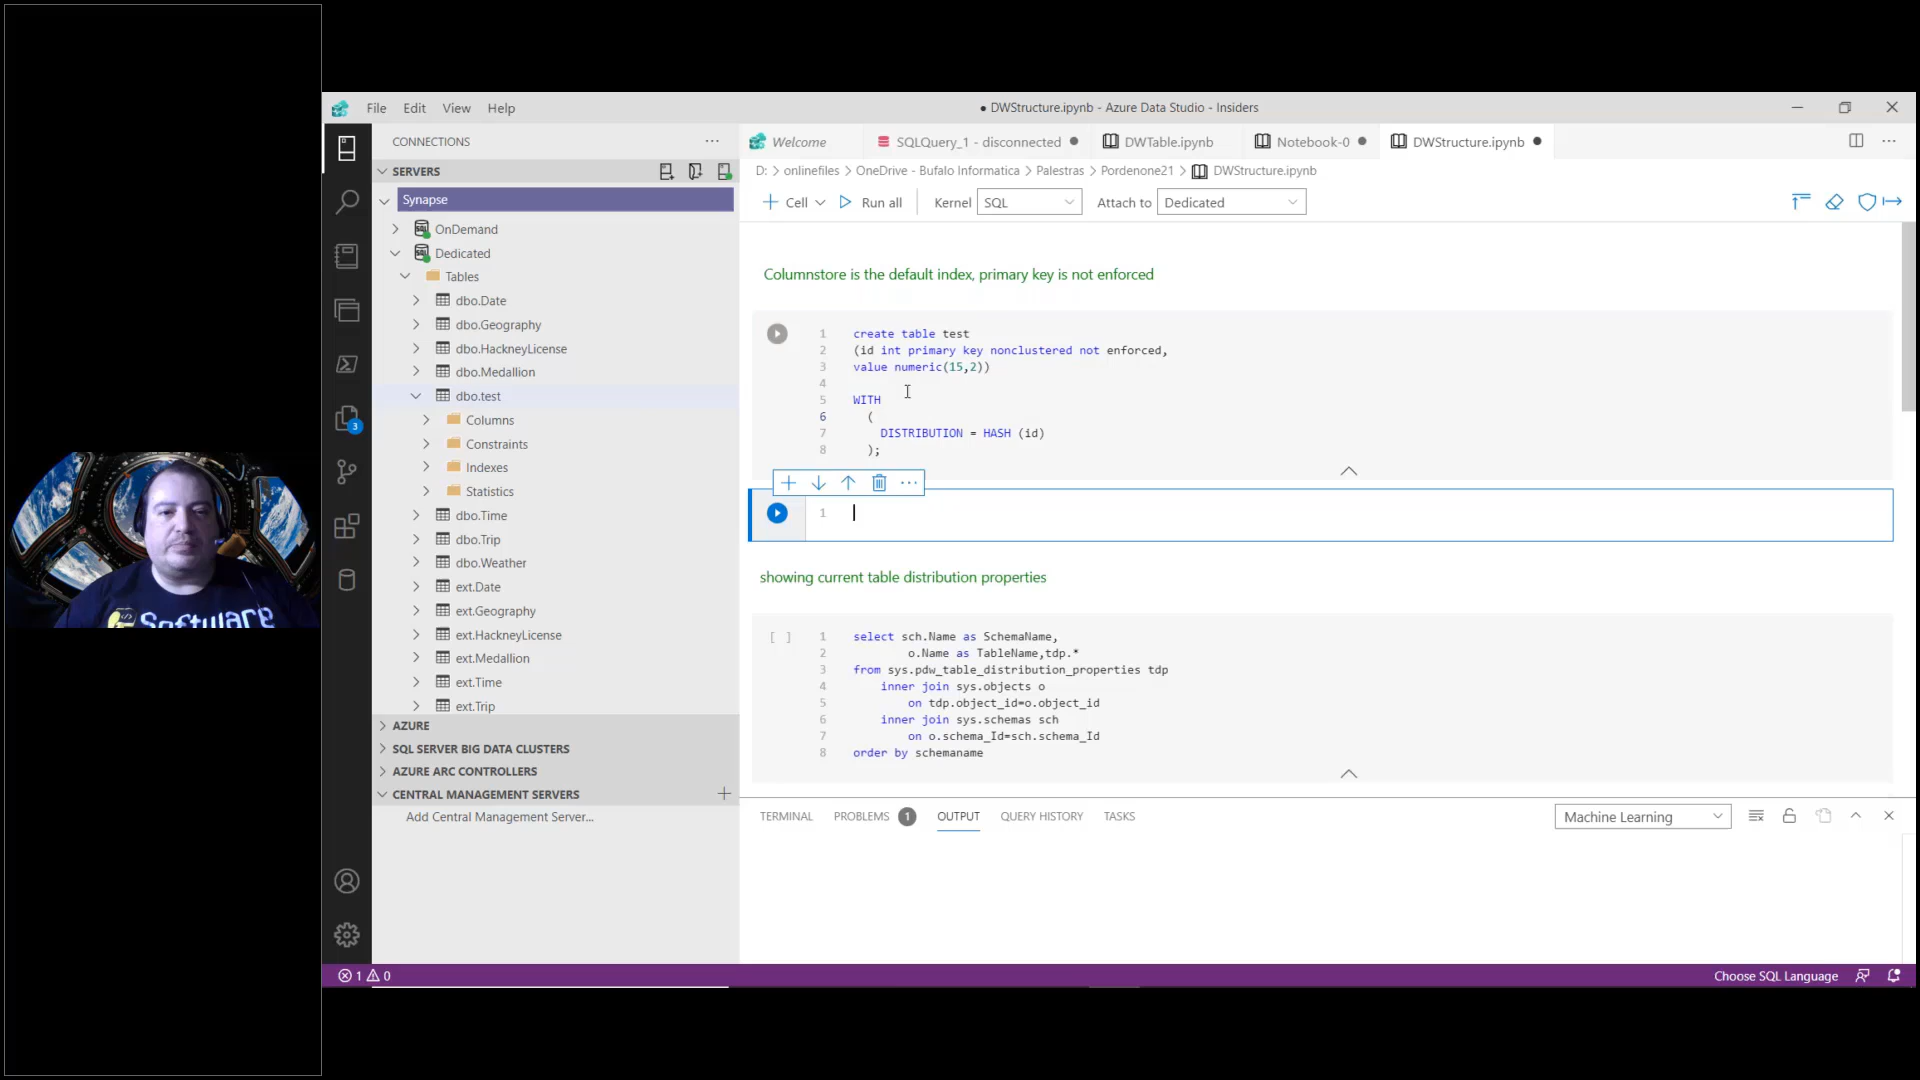 File Edit View Help
● DWStructure.ipynb - Azure Data Studio - Insiders
CONNECTIONS
Welcome
SQLQuery_1 - disconnected
DWTable.ipynb
Notebook-0
DWStructure.ipynb
SERVERS
D: > onlinefiles > OneDrive - Bufalo Informatica > Palestras > Pordenone21 > DWStructure.ipynb
Cell
Run all
Kernel
SQL
Attach to
Dedicated
Synapse
OnDemand
Dedicated
Tables
dbo.Date
dbo.Geography
dbo.HackneyLicense
dbo.Medallion
dbo.test
Columns
Constraints
Indexes
Statistics
dbo.Time
dbo.Trip
dbo.Weather
ext.Date
ext.Geography
ext.HackneyLicense
ext.Medallion
ext.Time
ext.Trip
AZURE
SQL SERVER BIG DATA CLUSTERS
AZURE ARC CONTROLLERS
CENTRAL MANAGEMENT SERVERS
Add Central Management Server...
3
Columnstore is the default index, primary key is not enforced
1 create table test
2 (id int primary key nonclustered not enforced,
3 value numeric(15,2))
4
5 WITH
6 (
7 DISTRIBUTION = HASH (id)
8 );
1
showing current table distribution properties
[ ]
1 select sch.Name as SchemaName,
2 o.Name as TableName,tdp.*
3 from sys.pdw_table_distribution_properties tdp
4 inner join sys.objects o
5 on tdp.object_id=o.object_id
6 inner join sys.schemas sch
7 on o.schema_Id=sch.schema_Id
8 order by schemaname
TERMINAL PROBLEMS 1 OUTPUT QUERY HISTORY TASKS
Machine Learning
1 0
Choose SQL Language
Software